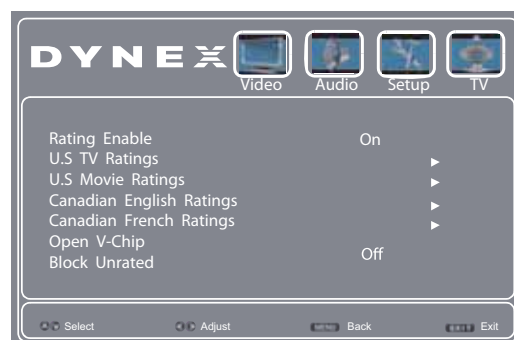 DYNEX
Video Audio Setup TV
Rating Enable On
U.S TV Ratings
U.S Movie Ratings
Canadian English Ratings
Canadian French Ratings
Open V-Chip
Block Unrated Off
Select Adjust MENU Back EXIT Exit